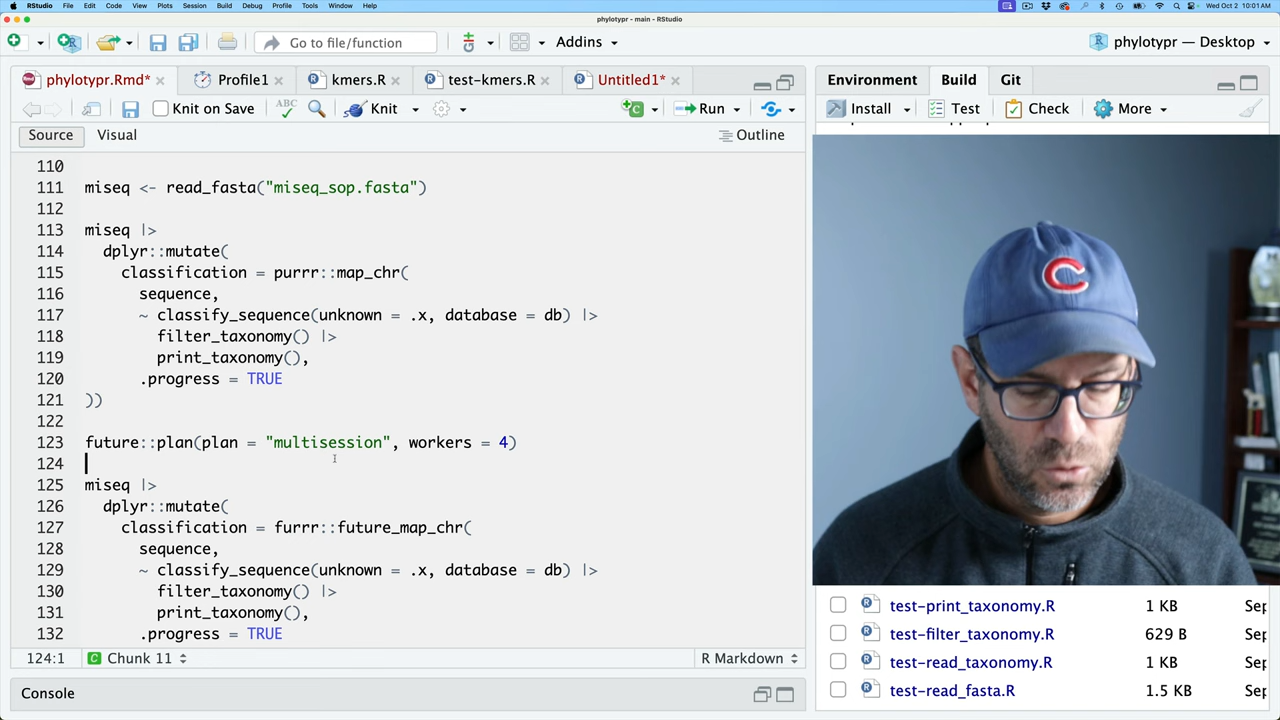 RStudio File Edit Code View Plots Session Build Debug Profile Tools Window Help Wed Oct 2 10:01 AM
phylotypr - main - RStudio
Go to file/function Addins phylotypr — Desktop
phylotypr.Rmd* Profile1 kmers.R test-kmers.R Untitled1*
Environment Build Git
Knit on Save ABC Knit Run
Install Test Check More
Source Visual Outline
110
111 miseq <- read_fasta("miseq_sop.fasta")
112
113 miseq |>
114 dplyr::mutate(
115 classification = purrr::map_chr(
116 sequence,
117 ~ classify_sequence(unknown = .x, database = db) |>
118 filter_taxonomy() |>
119 print_taxonomy(),
120 .progress = TRUE
121 ))
122
123 future::plan(plan = "multisession", workers = 4)
124
125 miseq |>
126 dplyr::mutate(
127 classification = furrr::future_map_chr(
128 sequence,
129 ~ classify_sequence(unknown = .x, database = db) |>
130 filter_taxonomy() |>
131 print_taxonomy(),
132 .progress = TRUE
124:1 Chunk 11 R Markdown
Console
C
test-print_taxonomy.R 1 KB Sep
test-filter_taxonomy.R 629 B Sep
test-read_taxonomy.R 1 KB Sep
test-read_fasta.R 1.5 KB Sep